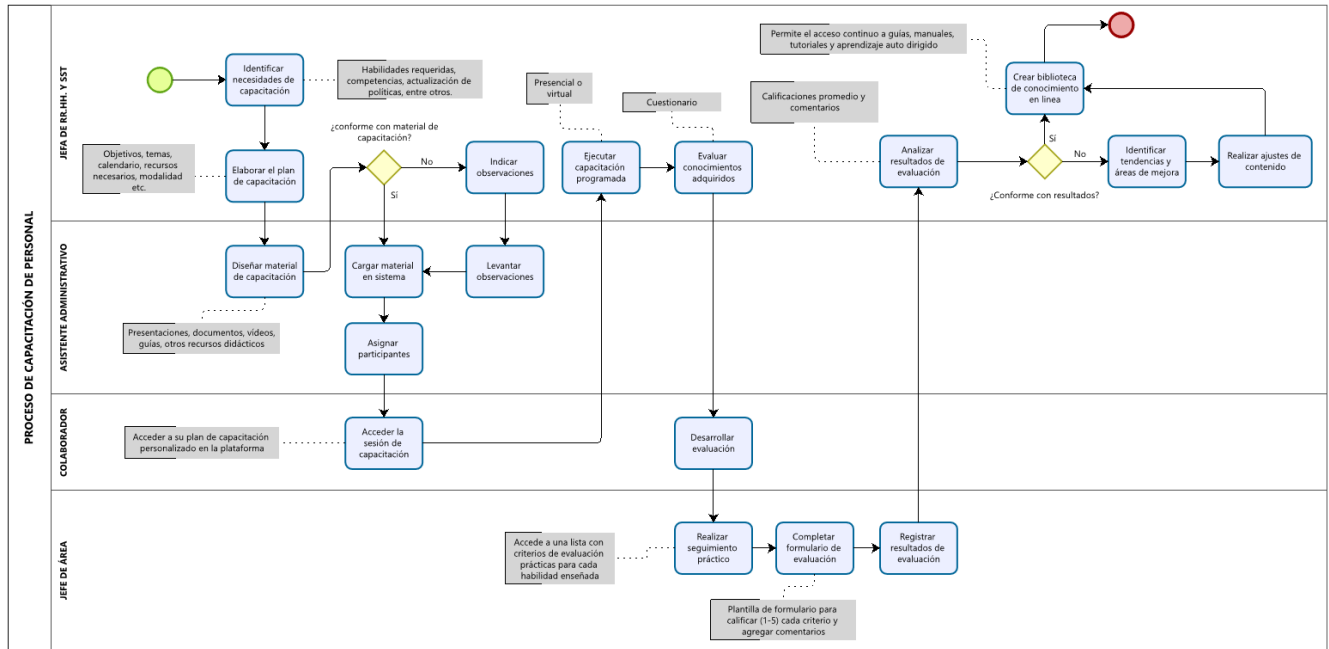 PROCESO DE CAPACITACIÓN DE PERSONAL
JEFA DE RR.HH. Y SST
Identificar
necesidades de
capacitación
Habilidades requeridas,
competencias, actualización de
políticas, entre otros.
Objetivos, temas,
calendario, recursos
necesarios, modalidad
etc.
Elaborar el plan
de capacitación
¿conforme con material de
capacitación?
No
Sí
Indicar
observaciones
Presencial o
virtual
Ejecutar
capacitación
programada
Cuestionario
Evaluar
conocimientos
adquiridos
Permite el acceso continuo a guías, manuales,
tutoriales y aprendizaje auto dirigido
Calificaciones promedio y
comentarios
Analizar
resultados de
evaluación
Crear biblioteca
de conocimiento
en línea
Sí
No
¿Conforme con resultados?
Identificar
tendencias y
áreas de mejora
Realizar ajustes de
contenido
ASISTENTE ADMINISTRATIVO
Diseñar material
de capacitación
Cargar material
en sistema
Levantar
observaciones
Presentaciones, documentos, vídeos,
guías, otros recursos didácticos
Asignar
participantes
COLABORADOR
Acceder a su plan de capacitación
personalizado en la plataforma
Acceder la
sesión de
capacitación
Desarrollar
evaluación
JEFE DE ÁREA
Accede a una lista con
criterios de evaluación
prácticas para cada
habilidad enseñada
Realizar
seguimiento
práctico
Completar
formulario de
evaluación
Registrar
resultados de
evaluación
Plantilla de formulario para
calificar (1-5) cada criterio y
agregar comentarios